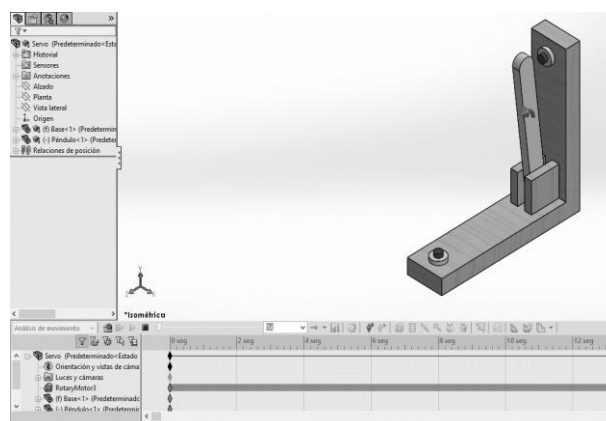 Servo (Predeterminado<Esta
Historial
Sensores
Anotaciones
Alzado
Planta
Vista lateral
Origen
(f) Base<1> (Predetermin
(-) Péndulo<1> (Predeter
Relaciones de posición
Y
*Isométrica
Análisis de movimiento
0 seg 2 seg 4 seg 6 seg 8 seg 10 seg 12 seg
Servo (Predeterminado<Estado
Orientación y vistas de cáma
Luces y cámaras
RotaryMotor3
(f) Base<1> (Predeterminadc
(-) Péndulo<1> (Predetermir